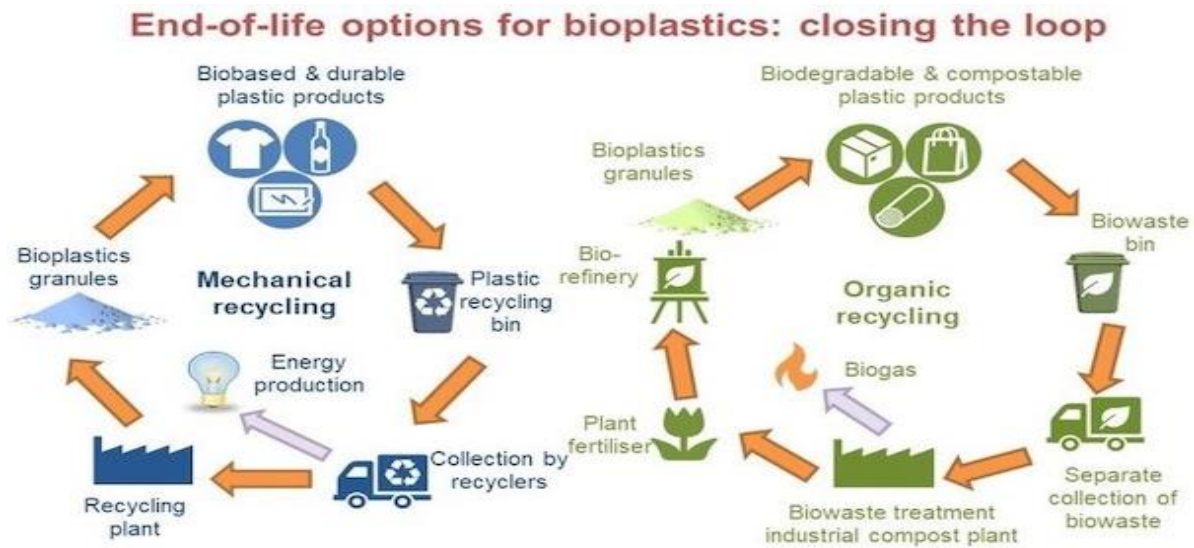 End-of-life options for bioplastics: closing the loop
Biobased & durable
plastic products
Bioplastics
granules
Mechanical
recycling
Plastic
recycling
bin
Energy
production
Collection by
recyclers
Recycling
plant
Biodegradable & compostable
plastic products
Bioplastics
granules
Biowaste
bin
Bio-
refinery
Organic
recycling
Biogas
Plant
fertiliser
Separate
collection of
biowaste
Biowaste treatment
industrial compost plant